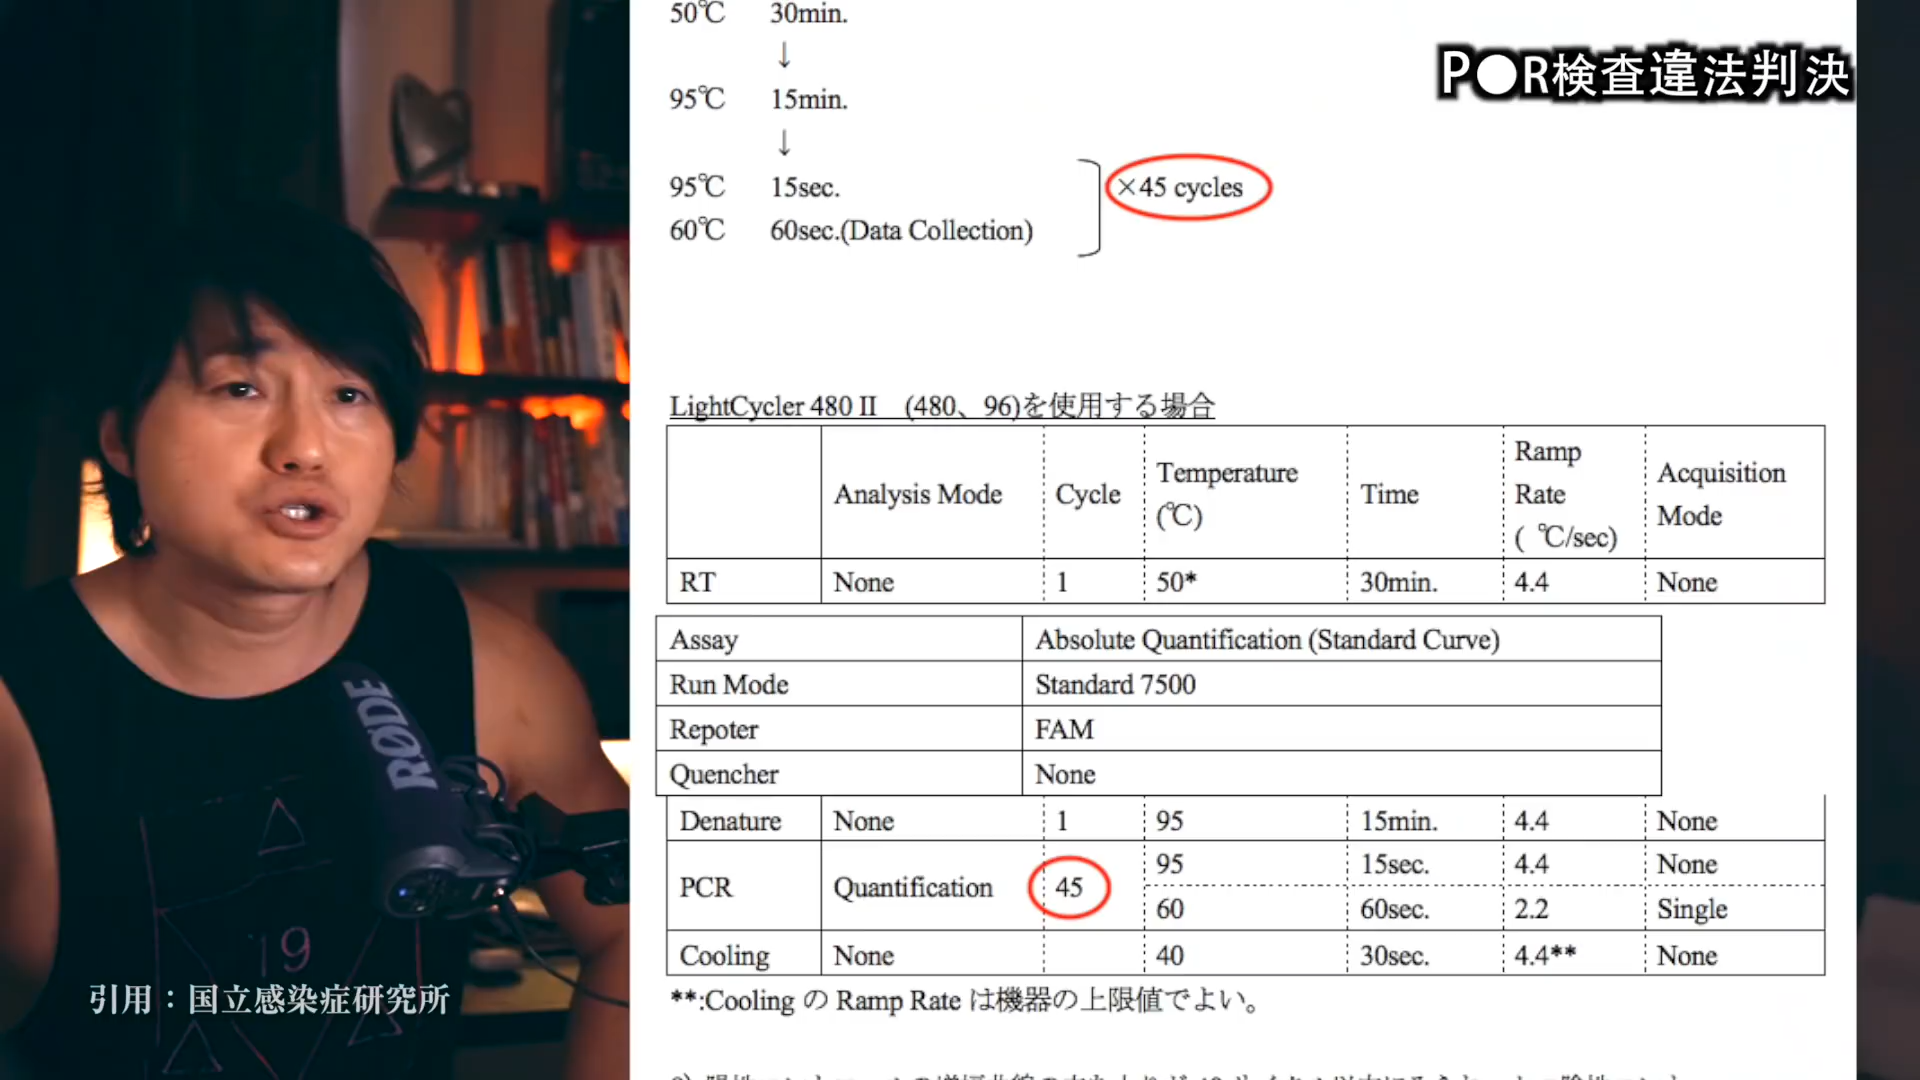 50℃ 30min.
↓
95℃ 15min.
↓
95℃ 15sec.
60℃ 60sec.(Data Collection)
×45 cycles
P●R検査違法判決
LightCycler 480 II (480、96)を使用する場合
Analysis Mode Cycle Temperature (℃) Time Ramp Rate ( ℃/sec) Acquisition Mode
RT None 1 50* 30min. 4.4 None
Assay Absolute Quantification (Standard Curve)
Run Mode Standard 7500
Repoter FAM
Quencher None
Denature None 1 95 15min. 4.4 None
PCR Quantification 45 95 15sec. 4.4 None
60 60sec. 2.2 Single
Cooling None 40 30sec. 4.4** None
**:Cooling の Ramp Rate は機器の上限値でよい。
RØDE
19
引用：国立感染症研究所